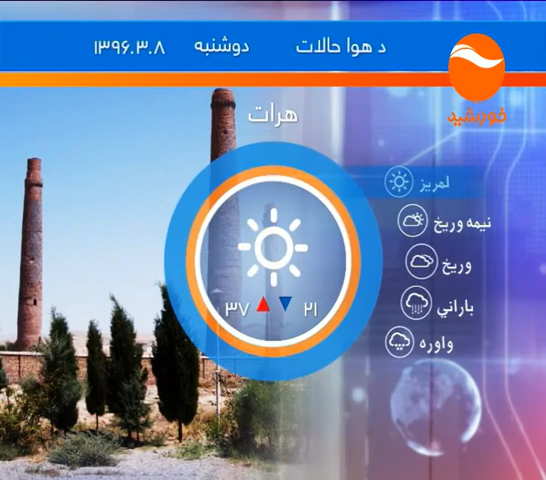 د هوا حالات دوشنبه ۱۳۹۶.۳.۸
خورشید
هرات
لمریز
نیمه وریځ
وریځ
باراني
واوره
۳۷ ۲۱